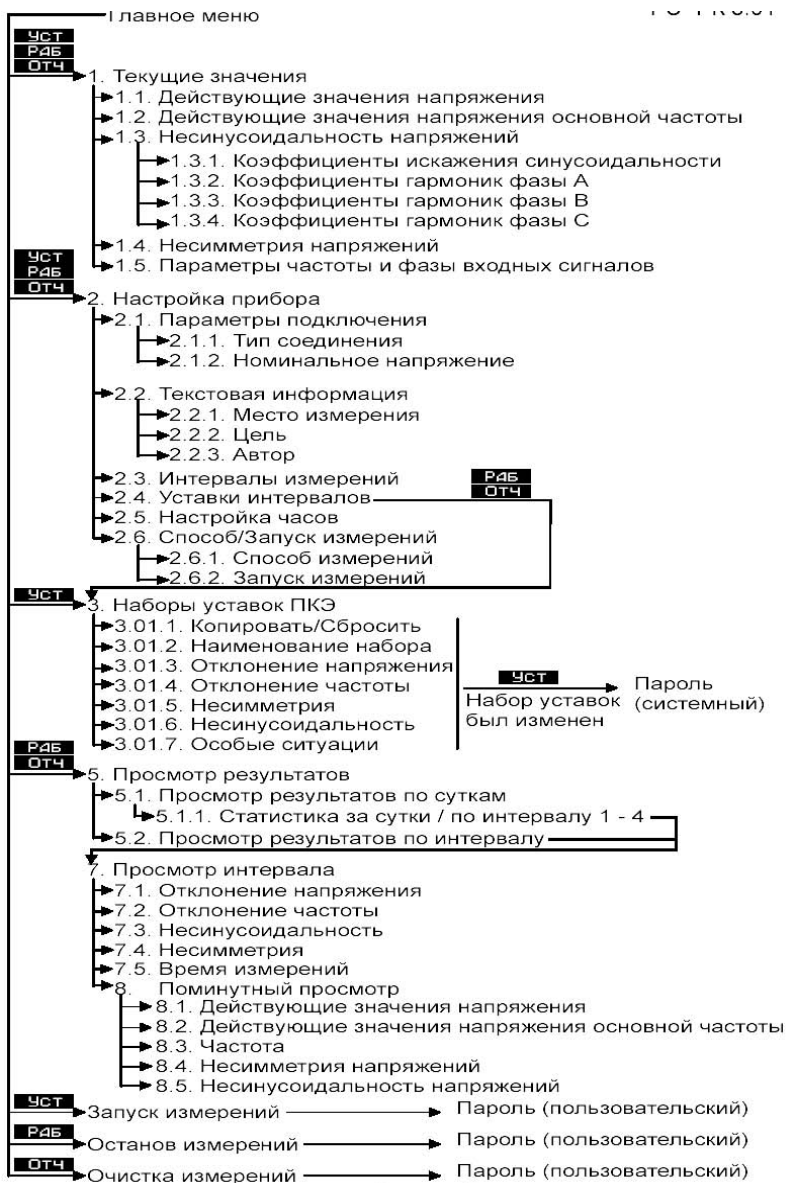 Главное меню
УСТ
РАБ
ОТЧ
1. Текущие значения
1.1. Действующие значения напряжения
1.2. Действующие значения напряжения основной частоты
1.3. Несинусоидальность напряжений
1.3.1. Коэффициенты искажения синусоидальности
1.3.2. Коэффициенты гармоник фазы А
1.3.3. Коэффициенты гармоник фазы В
1.3.4. Коэффициенты гармоник фазы С
1.4. Несимметрия напряжений
1.5. Параметры частоты и фазы входных сигналов
УСТ
РАБ
ОТЧ
2. Настройка прибора
2.1. Параметры подключения
2.1.1. Тип соединения
2.1.2. Номинальное напряжение
2.2. Текстовая информация
2.2.1. Место измерения
2.2.2. Цель
2.2.3. Автор
2.3. Интервалы измерений
2.4. Уставки интервалов
РАБ
ОТЧ
2.5. Настройка часов
2.6. Способ/Запуск измерений
2.6.1. Способ измерений
2.6.2. Запуск измерений
УСТ
3. Наборы уставок ПКЭ
3.01.1. Копировать/Сбросить
3.01.2. Наименование набора
3.01.3. Отклонение напряжения
3.01.4. Отклонение частоты
3.01.5. Несимметрия
3.01.6. Несинусоидальность
3.01.7. Особые ситуации
УСТ
Набор уставок
был изменен
Пароль
(системный)
РАБ
ОТЧ
5. Просмотр результатов
5.1. Просмотр результатов по суткам
5.1.1. Статистика за сутки / по интервалу 1 - 4
5.2. Просмотр результатов по интервалу
7. Просмотр интервала
7.1. Отклонение напряжения
7.2. Отклонение частоты
7.3. Несинусоидальность
7.4. Несимметрия
7.5. Время измерений
8. Поминутный просмотр
8.1. Действующие значения напряжения
8.2. Действующие значения напряжения основной частоты
8.3. Частота
8.4. Несимметрия напряжений
8.5. Несинусоидальность напряжений
УСТ
Запуск измерений Пароль (пользовательский)
РАБ
Останов измерений Пароль (пользовательский)
ОТЧ
Очистка измерений Пароль (пользовательский)